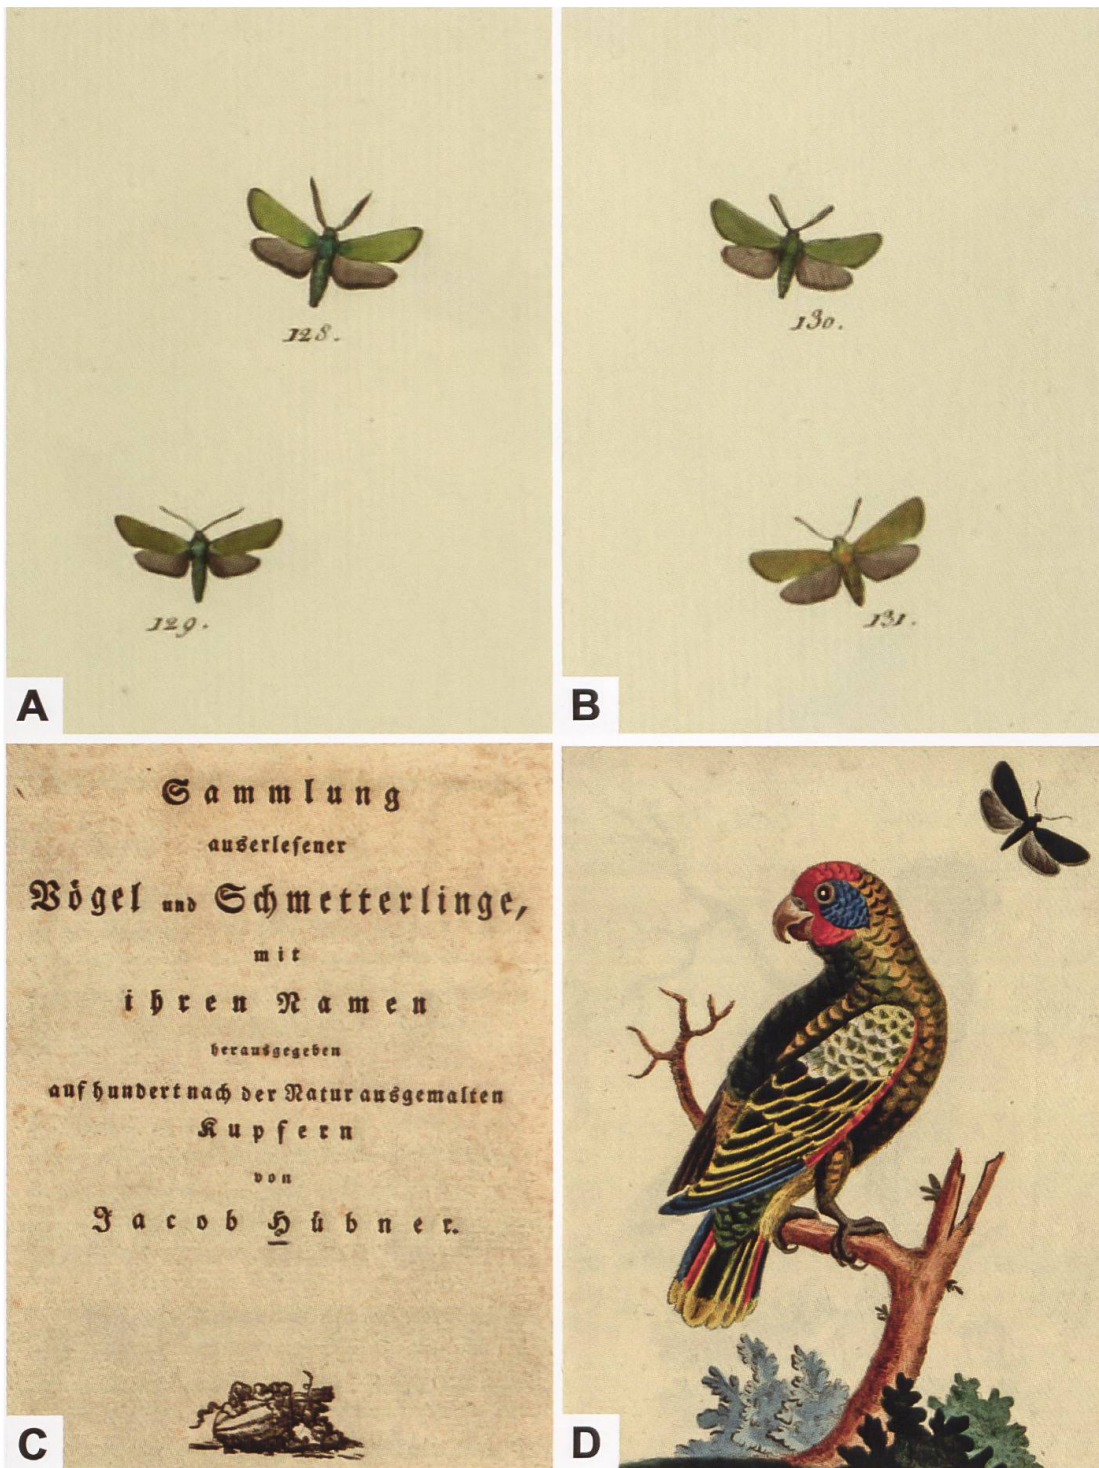 128.
129.
A
130.
131.
B
Sammlung
auserlesener
Vögel und Schmetterlinge,
mit
ihren Namen
herausgegeben
auf hundert nach der Natur ausgemalten
Kupfern
von
Jacob Hübner.
C
D